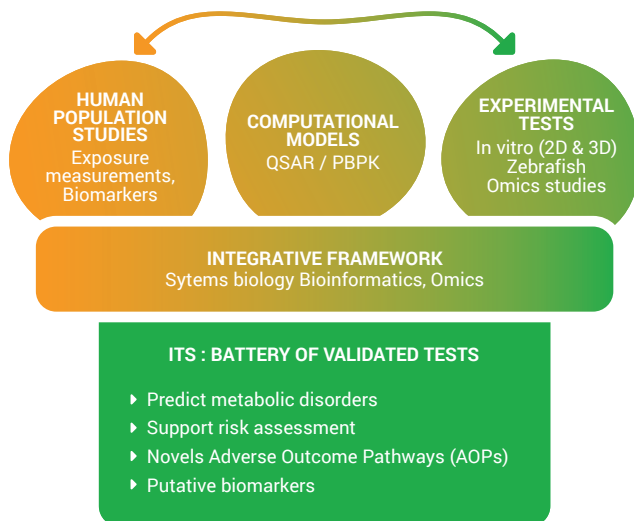 HUMAN
POPULATION
STUDIES
Exposure
measurements,
Biomarkers
COMPUTATIONAL
MODELS
QSAR / PBPK
EXPERIMENTAL
TESTS
In vitro (2D & 3D)
Zebrafish
Omics studies
INTEGRATIVE FRAMEWORK
Sytems biology Bioinformatics, Omics
ITS : BATTERY OF VALIDATED TESTS
Predict metabolic disorders
Support risk assessment
Novels Adverse Outcome Pathways (AOPs)
Putative biomarkers